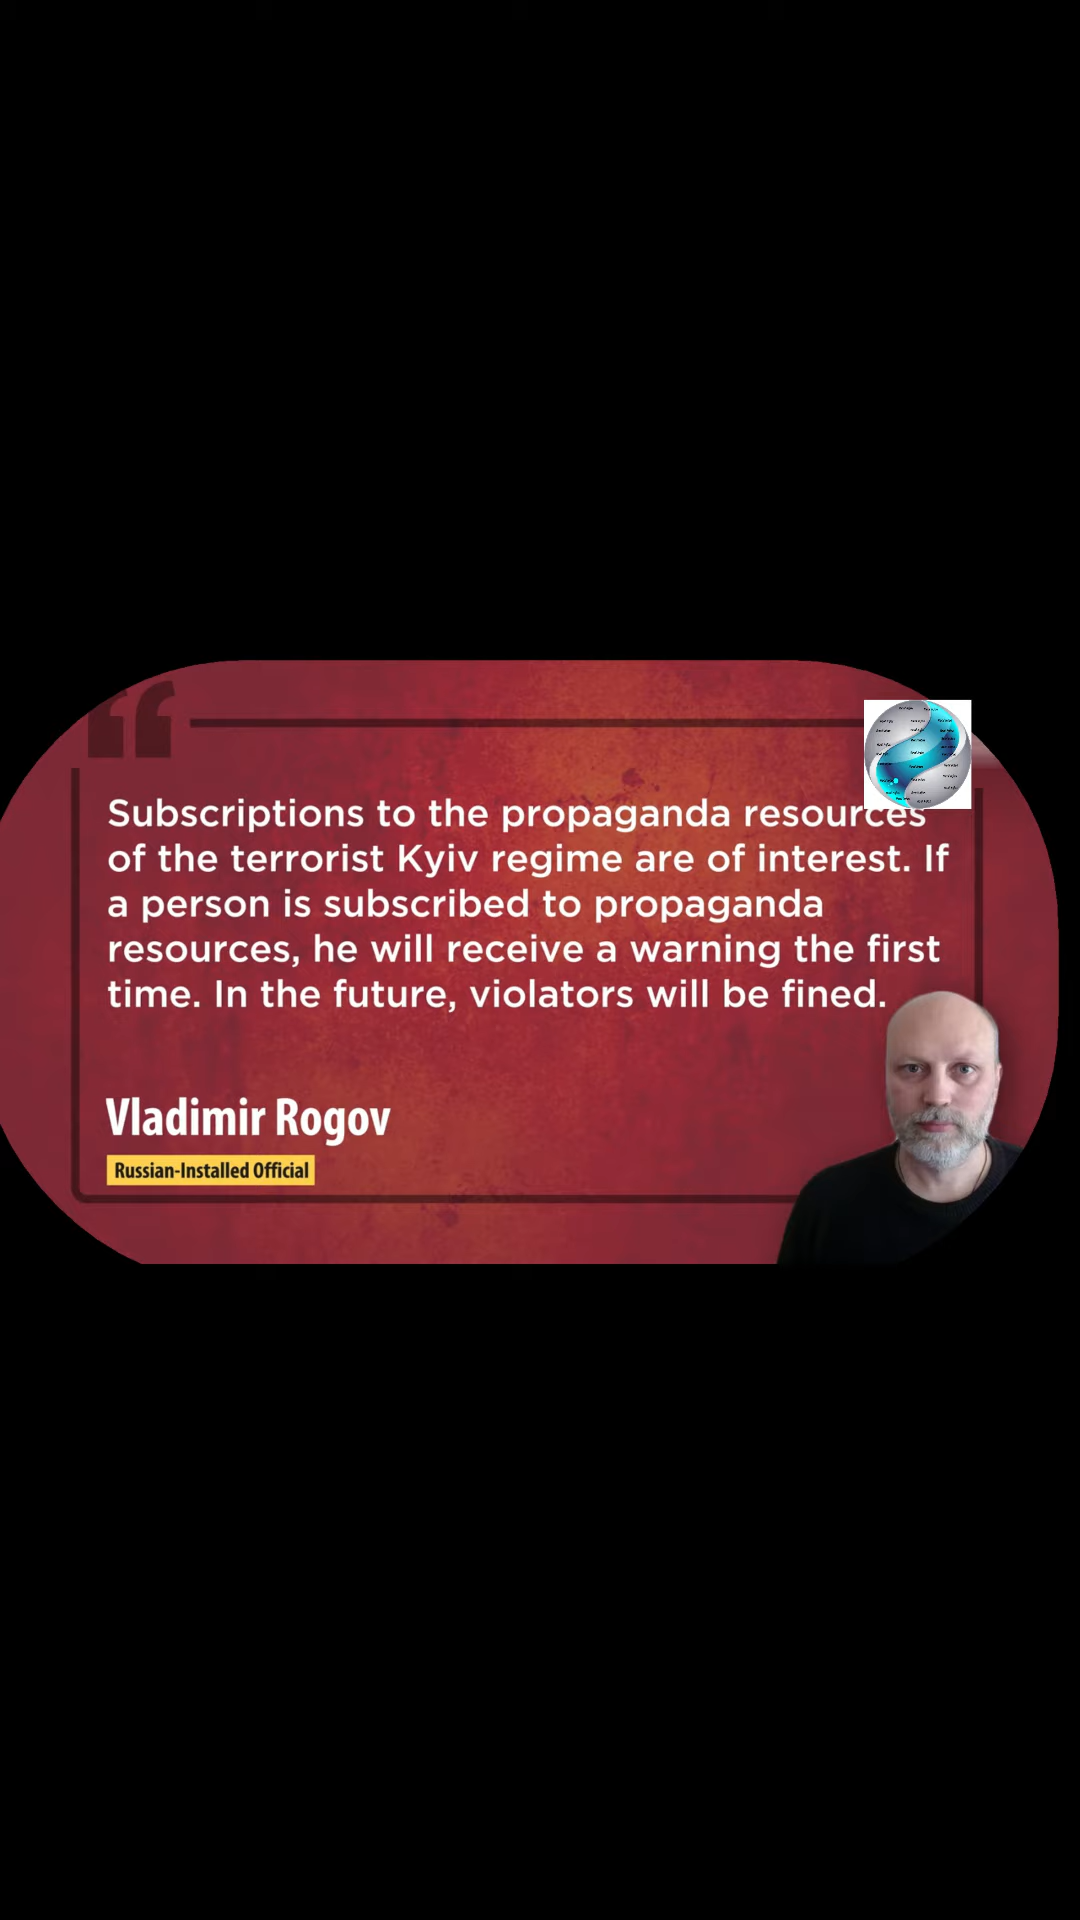 Subscriptions to the propaganda resources
of the terrorist Kyiv regime are of interest. If
a person is subscribed to propaganda
resources, he will receive a warning the first
time. In the future, violators will be fined.
Vladimir Rogov
Russian-Installed Official